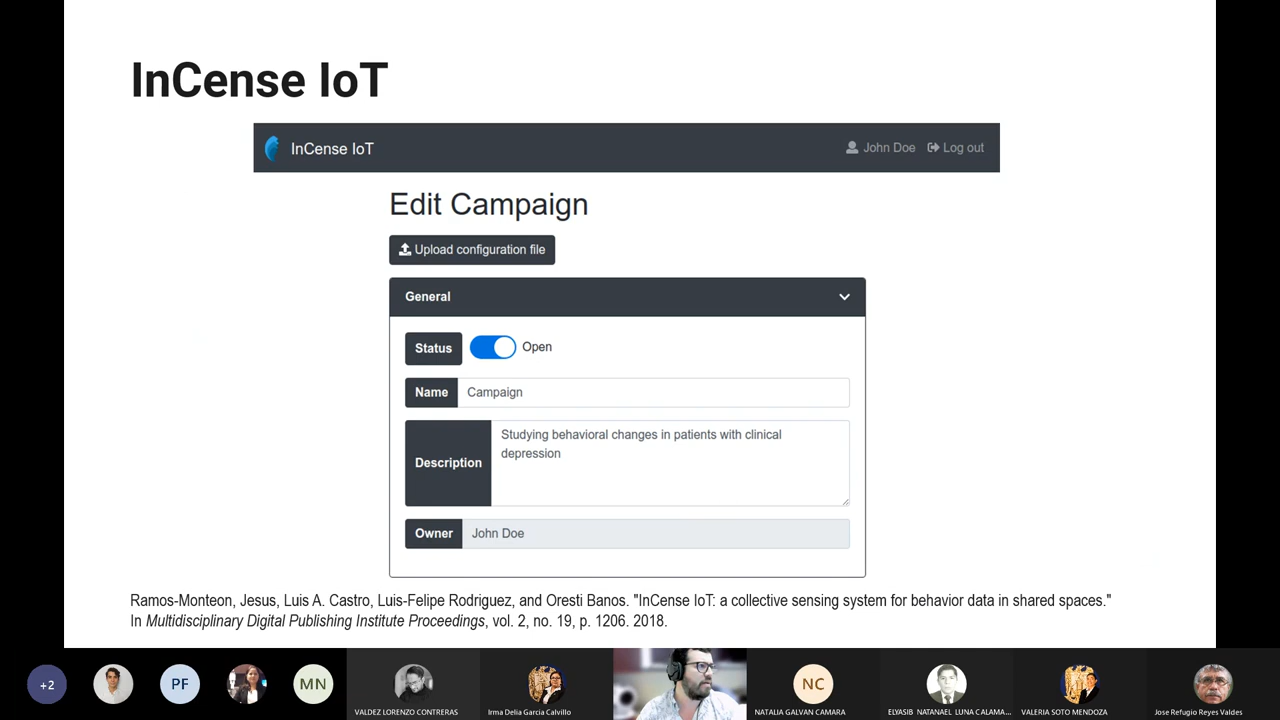 InCense IoT
InCense IoT
John Doe
Log out
Edit Campaign
Upload configuration file
General
Status
Open
Name
Campaign
Description
Studying behavioral changes in patients with clinical
depression
Owner
John Doe
Ramos-Monteon, Jesus, Luis A. Castro, Luis-Felipe Rodriguez, and Oresti Banos. "InCense IoT: a collective sensing system for behavior data in shared spaces."
In Multidisciplinary Digital Publishing Institute Proceedings, vol. 2, no. 19, p. 1206. 2018.
+2
PF
MN
NC
VALDEZ LORENZO CONTRERAS
Irma Delia Garcia Calvillo
NATALIA GALVAN CAMARA
ELYASIB NATANAEL LUNA CALAMA...
VALERIA SOTO MENDOZA
Jose Refugio Reyes Valdes